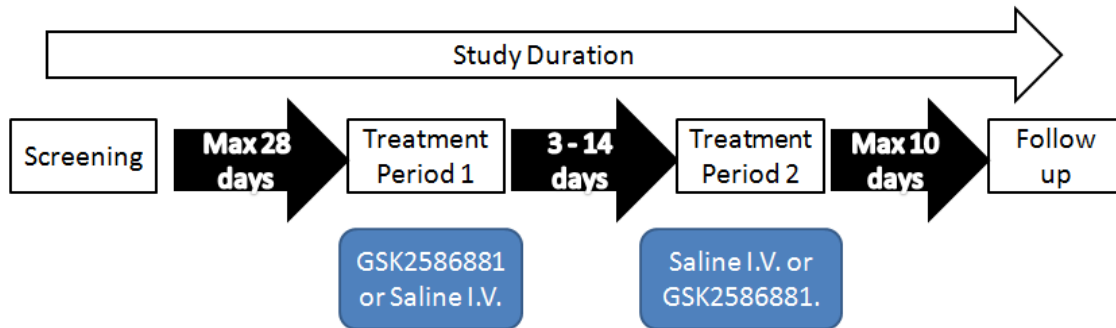 Study Duration
Screening
Max 28
days
Treatment
Period 1
3 - 14
days
Treatment
Period 2
Max 10
days
Follow
up
GSK2586881
or Saline I.V.
Saline I.V. or
GSK2586881.